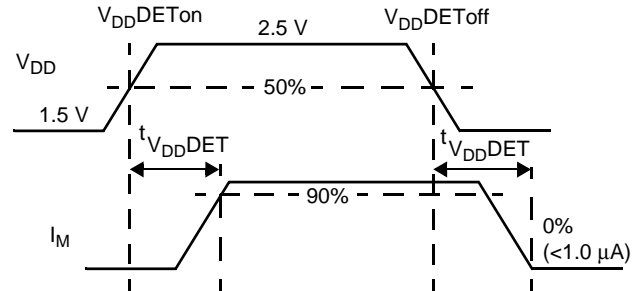 VDDDETon
VDDDEToff
2.5 V
VDD
50%
1.5 V
tVDDDET
tVDDDET
90%
IM
0%
(<1.0 μA)